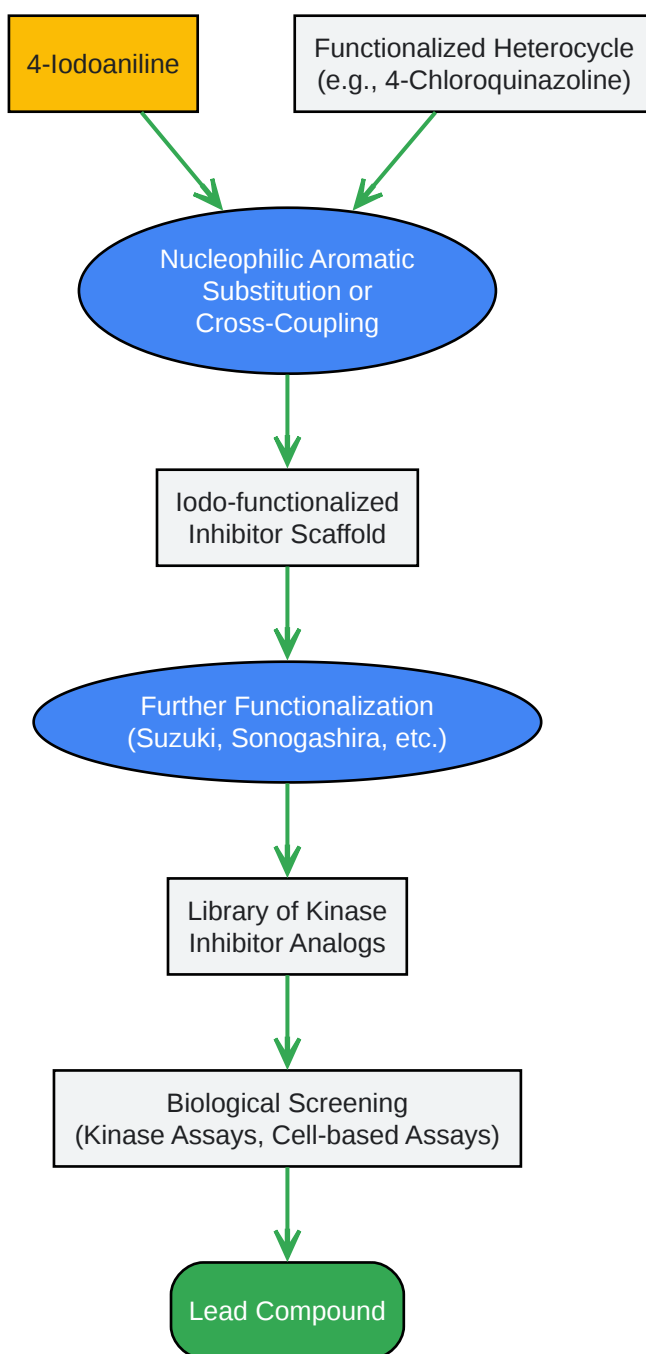 4-Iodoaniline
Functionalized Heterocycle
(e.g., 4-Chloroquinazoline)
Nucleophilic Aromatic
Substitution or
Cross-Coupling
Iodo-functionalized
Inhibitor Scaffold
Further Functionalization
(Suzuki, Sonogashira, etc.)
Library of Kinase
Inhibitor Analogs
Biological Screening
(Kinase Assays, Cell-based Assays)
Lead Compound